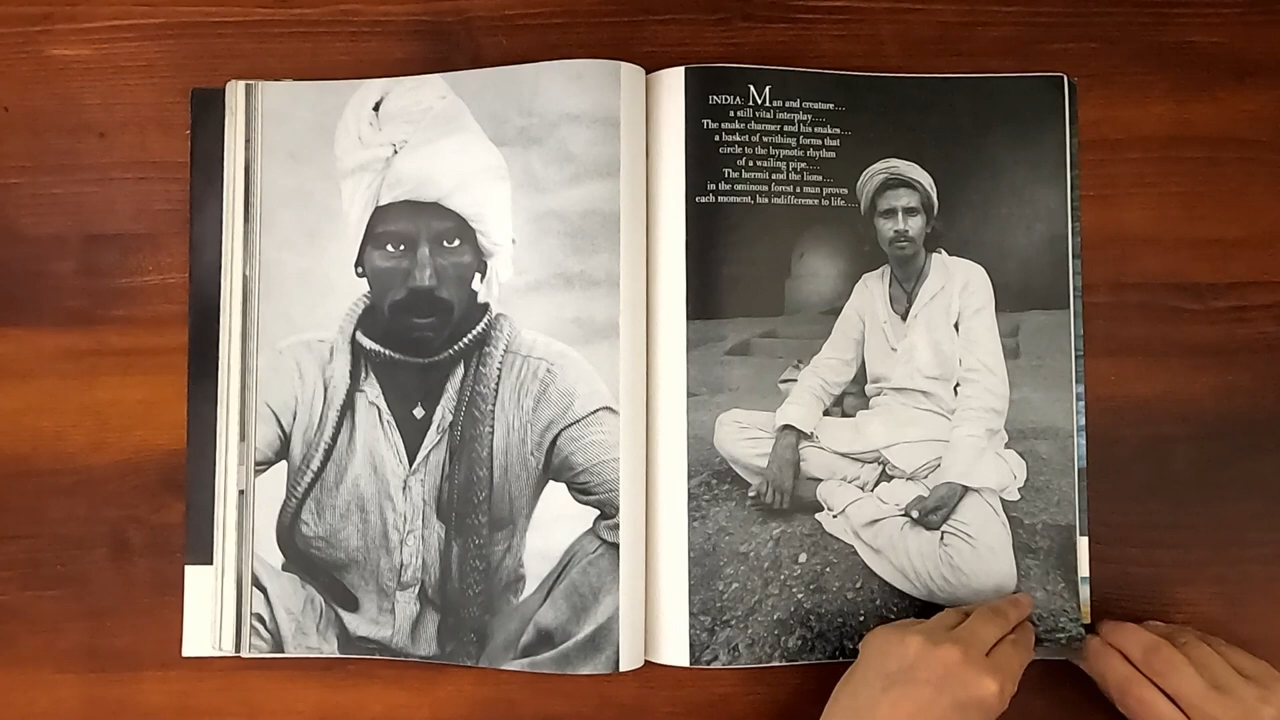 INDIA: Man and creature...
a still vital interplay....
The snake charmer and his snakes...
a basket of writhing forms that
circle to the hypnotic rhythm
of a wailing pipe....
The hermit and the lions...
in the ominous forest a man proves
each moment, his indifference to life....